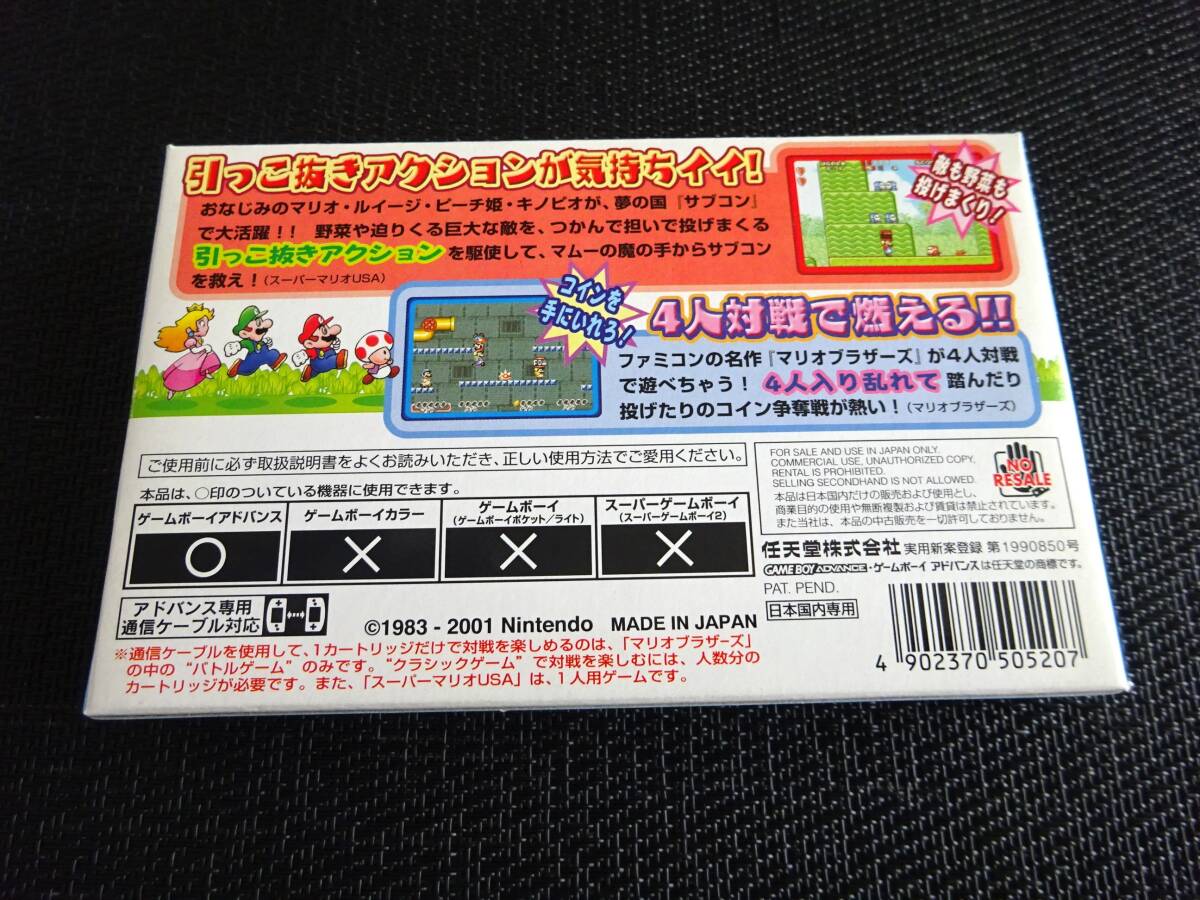 引っこ抜きアクションが気持ちイイ!
おなじみのマリオ・ルイージ・ピーチ姫・キノピオが、夢の国『サブコン』
で大活躍!! 野菜や迫りくる巨大な敵を、つかんで担いで投げまくる
引っこ抜きアクションを駆使して、マムーの魔の手からサブコン
を救え!(スーパーマリオUSA)
敵も野菜も
投げまくり!
コインを
手にいれろ!
4人対戦で燃える!!
ファミコンの名作『マリオブラザーズ』が4人対戦
で遊べちゃう! 4人入り乱れて踏んだり
投げたりのコイン争奪戦が熱い!(マリオブラザーズ)
ご使用前に必ず取扱説明書をよくお読みいただき、正しい使用方法でご愛用ください。
本品は、○印のついている機器に使用できます。
ゲームボーイアドバンス
○
ゲームボーイカラー
×
ゲームボーイ
(ゲームボーイポケット/ライト)
×
スーパーゲームボーイ
(スーパーゲームボーイ2)
×
FOR SALE AND USE IN JAPAN ONLY.
COMMERCIAL USE, UNAUTHORIZED COPY,
RENTAL IS PROHIBITED.
SELLING SECONDHAND IS NOT ALLOWED.
本品は日本国内だけの販売および使用とし、
商業目的の使用や無断複製および賃貸は禁止されています。
また当社は、本品の中古販売を一切許可しておりません。
NO
RESALE
任天堂株式会社 実用新案登録 第1990850号
GAME BOY ADVANCE・ゲームボーイ アドバンスは任天堂の商標です。
PAT. PEND.
日本国内専用
アドバンス専用
通信ケーブル対応
©1983 - 2001 Nintendo MADE IN JAPAN
※通信ケーブルを使用して、1カートリッジだけで対戦を楽しめるのは、「マリオブラザーズ」
の中の“バトルゲーム”のみです。“クラシックゲーム”で対戦を楽しむには、人数分の
カートリッジが必要です。また、「スーパーマリオUSA」は、1人用ゲームです。
4 902370 505207